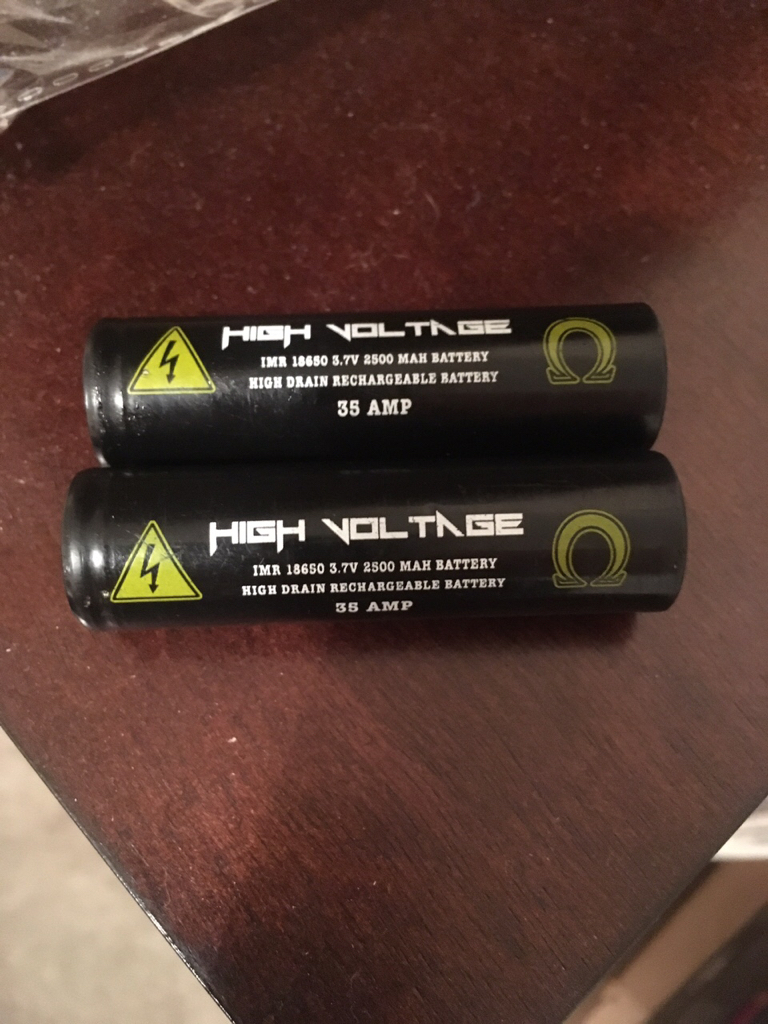 HIGH VOLTAGE
IMR 18650 3.7V 2500 MAH BATTERY
HIGH DRAIN RECHARGEABLE BATTERY
35 AMP
Ω
HIGH VOLTAGE
IMR 18650 3.7V 2500 MAH BATTERY
HIGH DRAIN RECHARGEABLE BATTERY
35 AMP
Ω